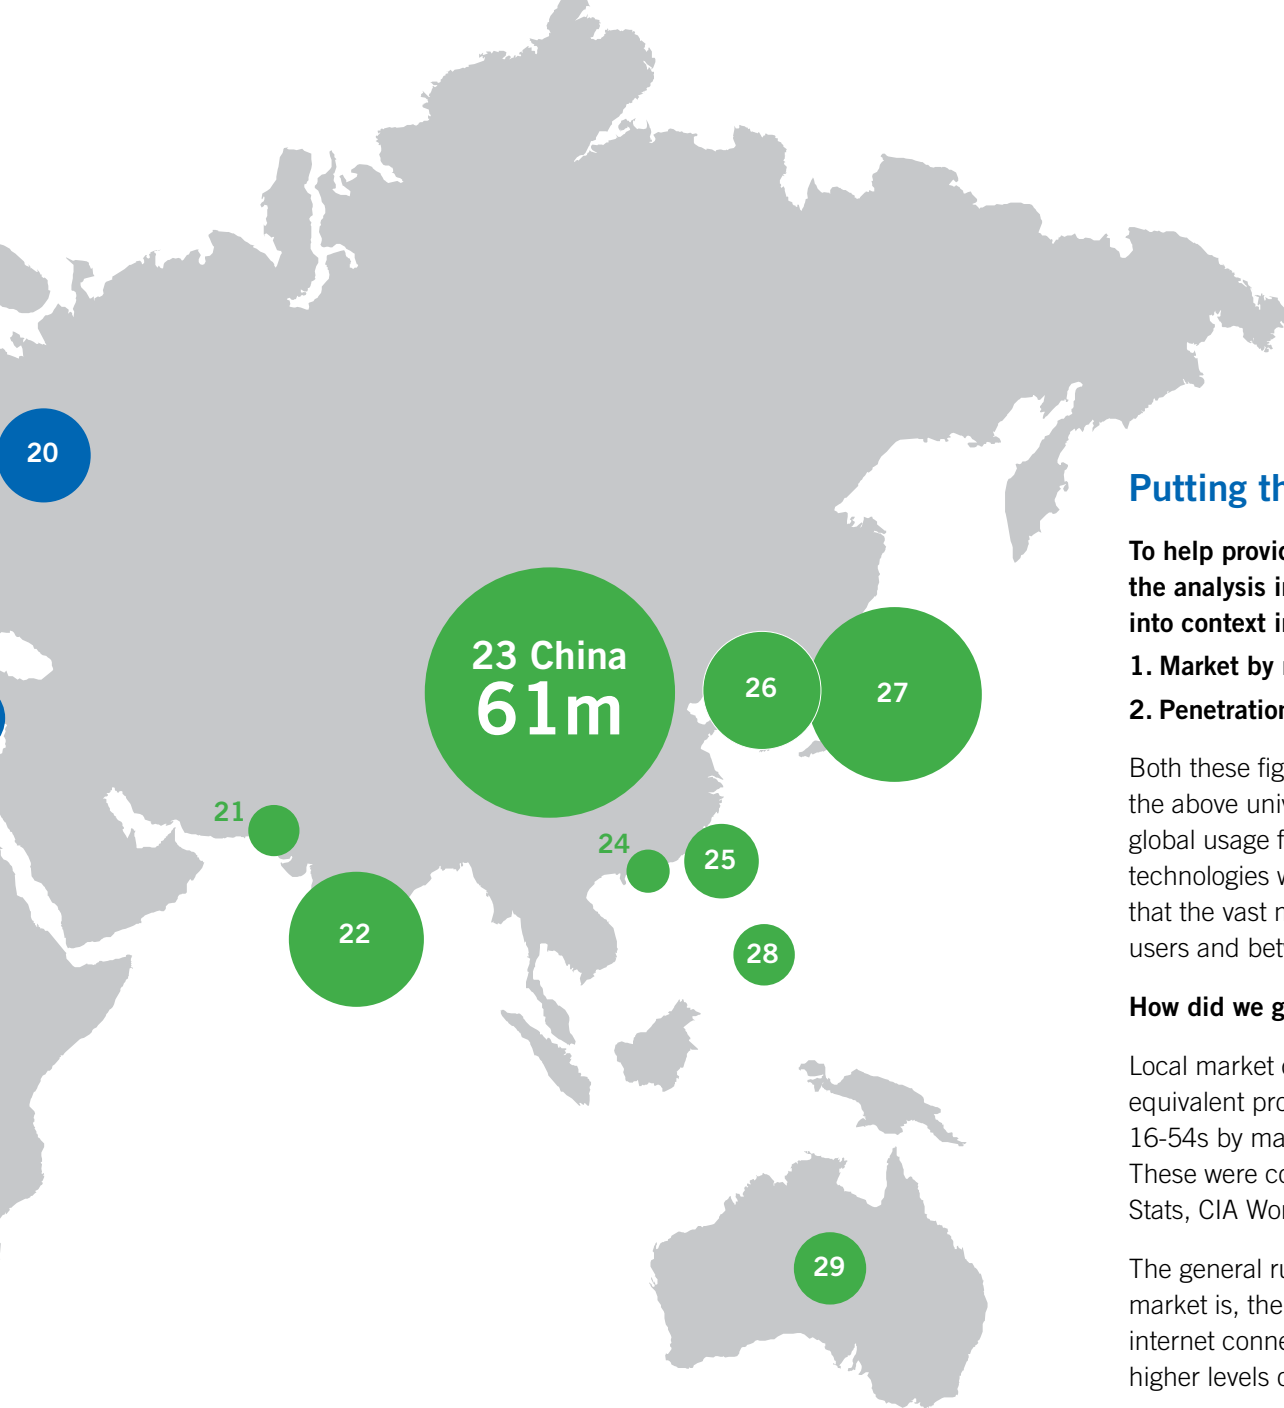 20
23 China
61m
26
27
21
24
25
22
28
29
Putting th
To help provid
the analysis i
into context i
1. Market by
2. Penetration
Both these fig
the above univ
global usage f
technologies w
that the vast
users and bet
How did we g
Local market
equivalent pro
16-54s by ma
These were co
Stats, CIA Wor
The general ru
market is, the
internet conne
higher levels